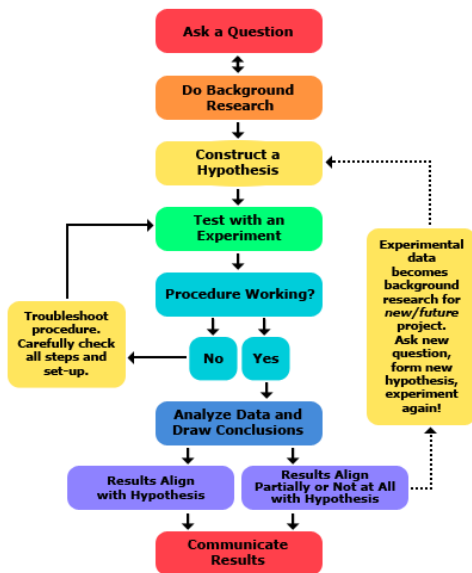 Ask a Question
Do Background
Research
Construct a
Hypothesis
Test with an
Experiment
Procedure Working?
No
Yes
Troubleshoot
procedure.
Carefully check
all steps and
set-up.
Experimental
data
becomes
background
research for
new/future
project.
Ask new
question,
form new
hypothesis,
experiment
again!
Analyze Data and
Draw Conclusions
Results Align
with Hypothesis
Results Align
Partially or Not at All
with Hypothesis
Communicate
Results